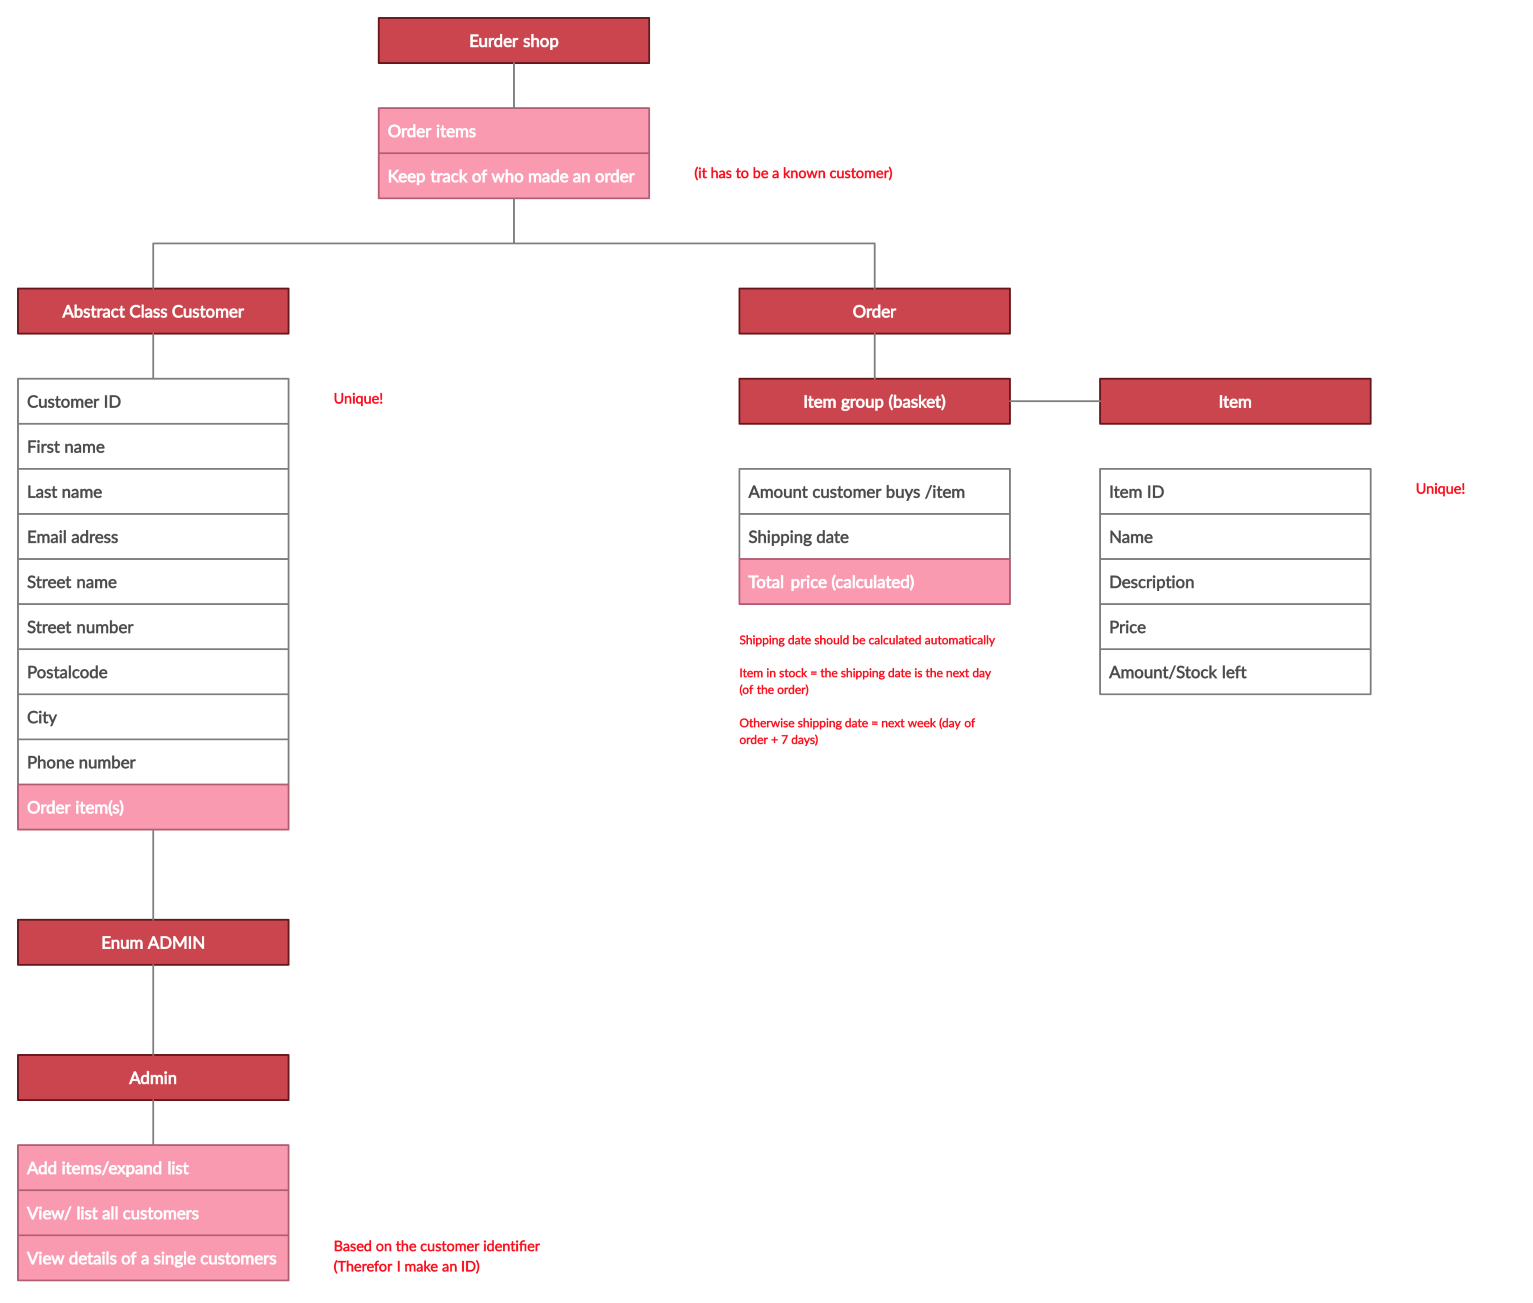 Eurder shop
Order items
Keep track of who made an order
(it has to be a known customer)
Abstract Class Customer
Customer ID
Unique!
First name
Last name
Email adress
Street name
Street number
Postalcode
City
Phone number
Order item(s)
Enum ADMIN
Admin
Add items/expand list
View/ list all customers
View details of a single customers
Based on the customer identifier
(Therefor I make an ID)
Order
Item group (basket)
Amount customer buys /item
Shipping date
Total price (calculated)
Shipping date should be calculated automatically
Item in stock = the shipping date is the next day
(of the order)
Otherwise shipping date = next week (day of
order + 7 days)
Item
Item ID
Unique!
Name
Description
Price
Amount/Stock left